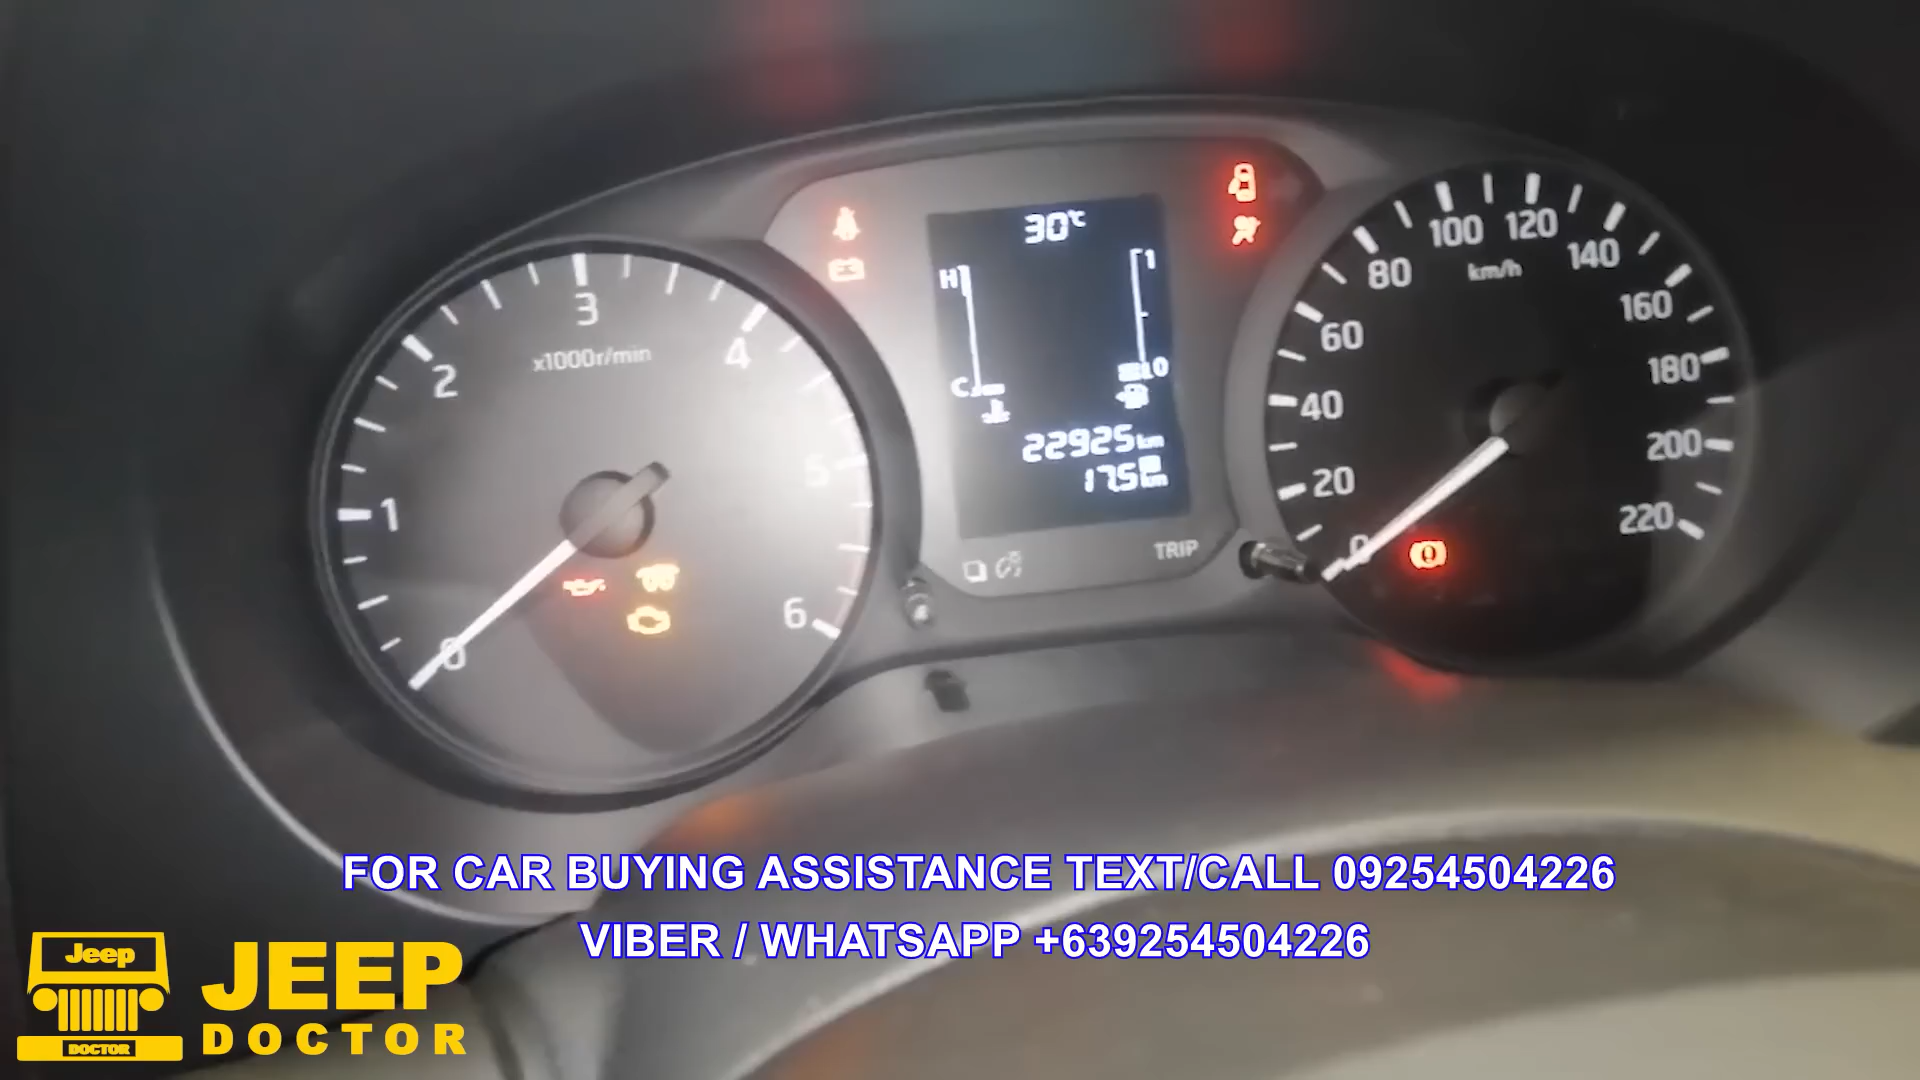 30°C
H
1
C
0
22925km
17.5km
TRIP
x1000r/min
0
1
2
3
4
5
6
km/h
0
20
40
60
80
100
120
140
160
180
200
220
FOR CAR BUYING ASSISTANCE TEXT/CALL 09254504226
VIBER / WHATSAPP +639254504226
Jeep
DOCTOR
JEEP
DOCTOR